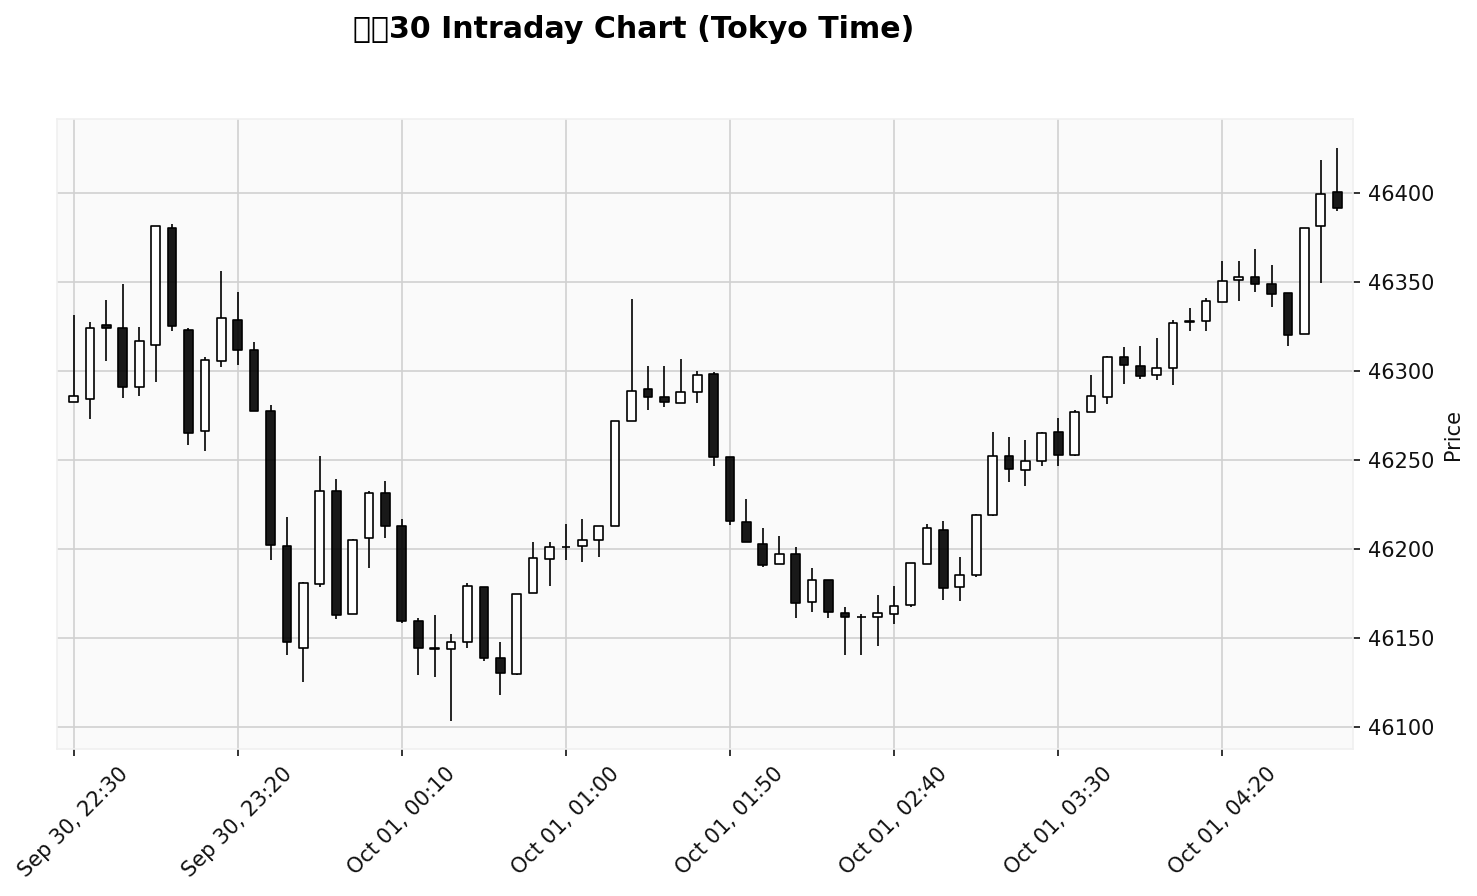 30 Intraday Chart (Tokyo Time)
46400
46350
46300
46250
46200
46150
46100
Price
Sep 30, 22:30
Sep 30, 23:20
Oct 01, 00:10
Oct 01, 01:00
Oct 01, 01:50
Oct 01, 02:40
Oct 01, 03:30
Oct 01, 04:20